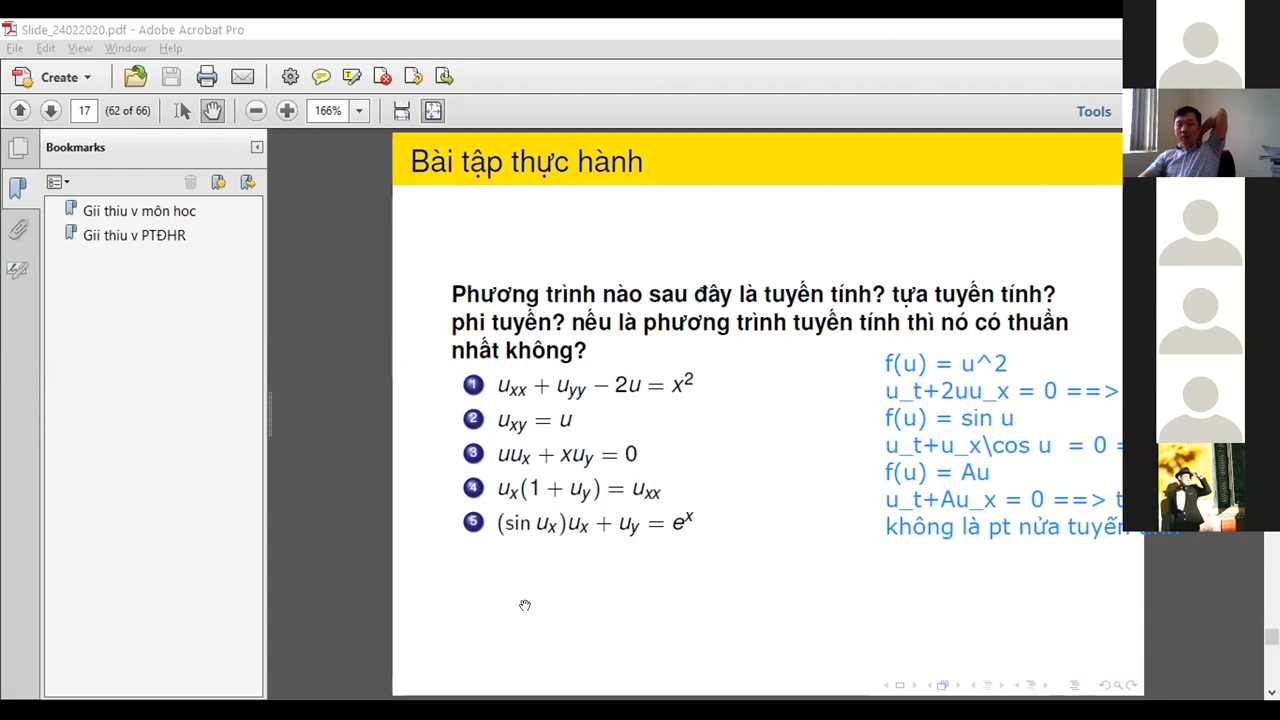 Slide_24022020.pdf - Adobe Acrobat Pro
File Edit View Window Help
Create
17 (62 of 66) 166% Tools
Bookmarks
Gii thiu v môn hoc
Gii thiu v PTĐHR
Bài tập thực hành
Phương trình nào sau đây là tuyến tính? tựa tuyến tính?
phi tuyến? nếu là phương trình tuyến tính thì nó có thuần
nhất không?
1 u_xx + u_yy − 2u = x²
2 u_xy = u
3 uu_x + xu_y = 0
4 u_x(1 + u_y) = u_xx
5 (sin u_x)u_x + u_y = e^x
f(u) = u^2
u_t+2uu_x = 0 ==>
f(u) = sin u
u_t+u_x\cos u = 0
f(u) = Au
u_t+Au_x = 0 ==>
không là pt nửa tuyến